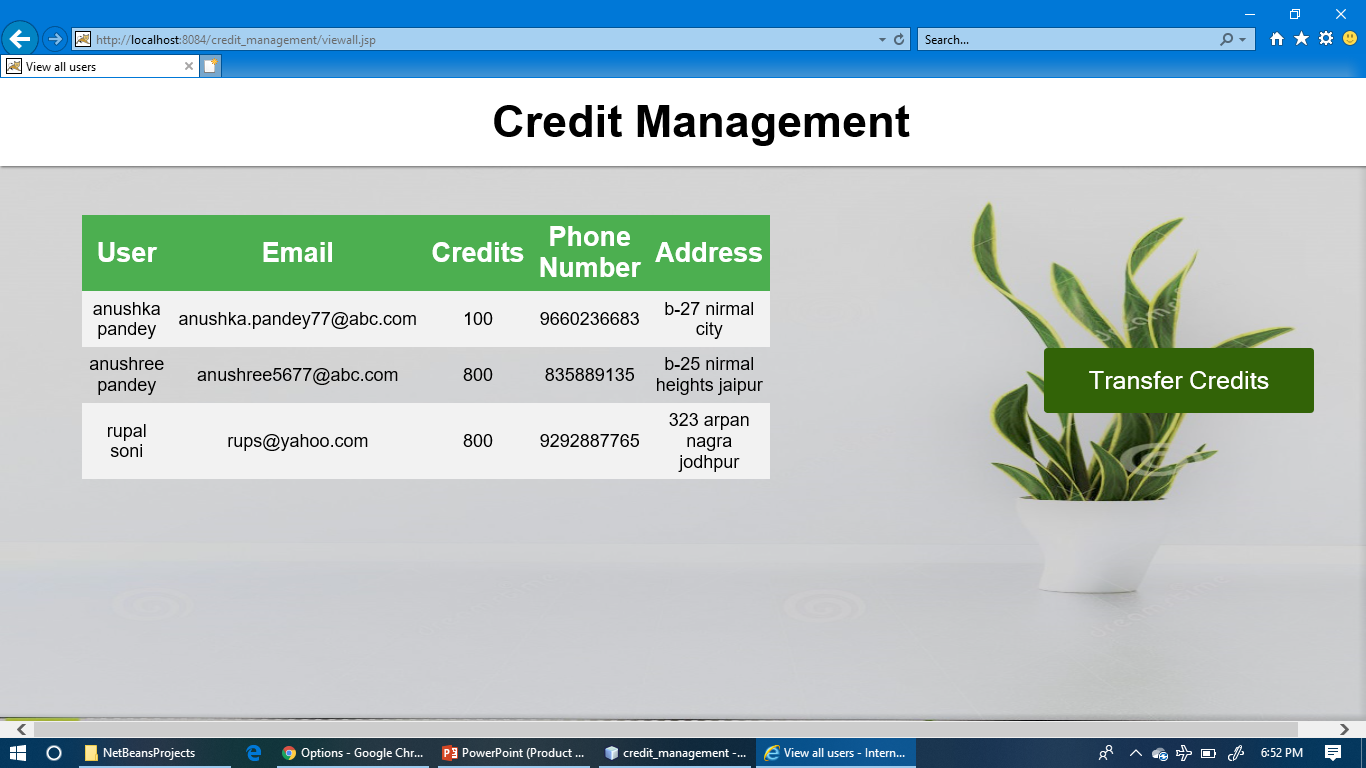 http://localhost:8084/credit_management/viewall.jsp
Search...
View all users
Credit Management
User Email Credits Phone Number Address
anushka pandey anushka.pandey77@abc.com 100 9660236683 b-27 nirmal city
anushree pandey anushree5677@abc.com 800 835889135 b-25 nirmal heights jaipur
rupal soni rups@yahoo.com 800 9292887765 323 arpan nagra jodhpur
Transfer Credits
NetBeansProjects
Options - Google Chr...
PowerPoint (Product ...
credit_management -...
View all users - Intern...
6:52 PM